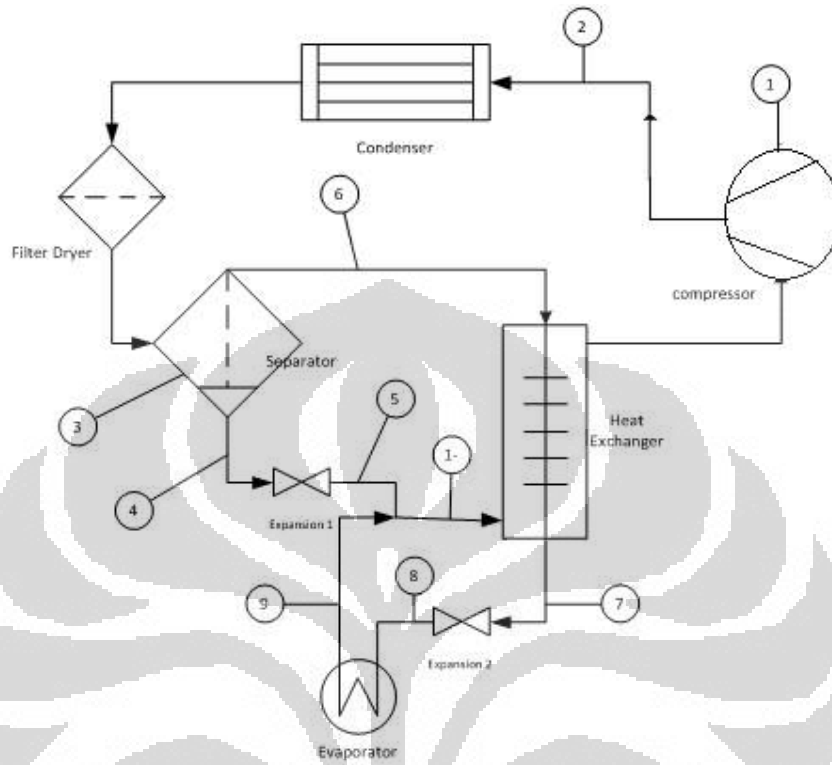 2
1
Condenser
6
Filter Dryer
compressor
Separator
5
3
Heat
Exchanger
1-
4
Expansion 1
8
9
7
Expansion 2
Evaporator